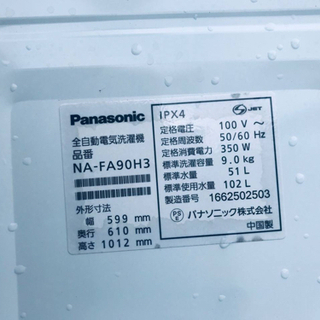 Panasonic
全自動電気洗濯機
品番
NA-FA90H3
外形寸法
幅 599 mm
奥行 610 mm
高さ 1012 mm
IPX4
JET
定格電圧 100 V～
定格周波数 50/60 Hz
定格消費電力 350 W
標準洗濯容量 9.0kg
標準水量 51 L
標準使用水量 102 L
製造番号 1662502503
PS E パナソニック株式会社
中国製